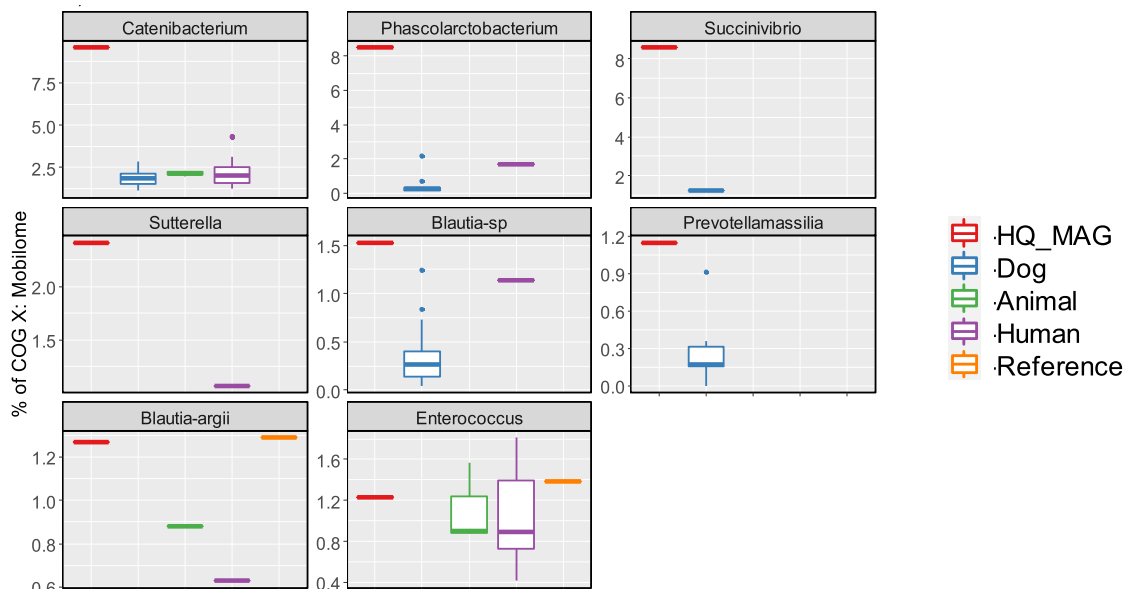 Catenibacterium
Phascolarctobacterium
Succinivibrio
7.5
5.0
2.5
8
6
4
2
0
8
6
4
2
% of COG X: Mobilome
Sutterella
Blautia-sp
Prevotellamassilia
2.0
1.5
1.5
1.0
0.5
0.0
1.2
0.9
0.6
0.3
0.0
HQ_MAG
Dog
Animal
Human
Reference
Blautia-argii
Enterococcus
1.2
1.0
0.8
0.6
1.6
1.2
0.8
0.4